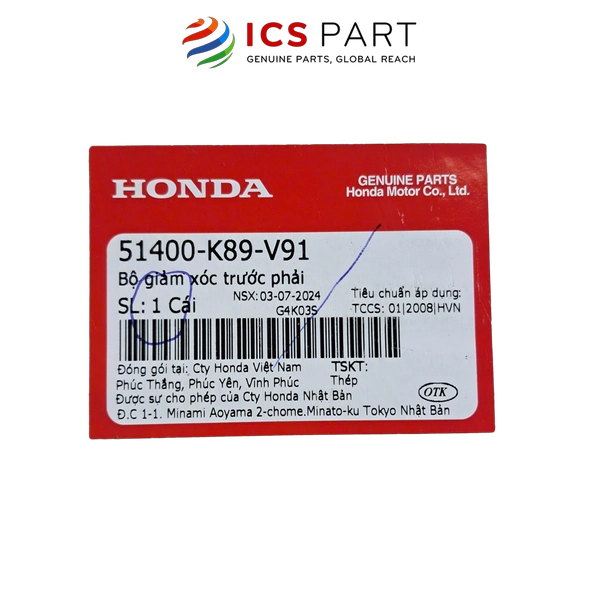 ICS PART
GENUINE PARTS, GLOBAL REACH
HONDA
GENUINE PARTS
Honda Motor Co., Ltd.
51400-K89-V91
Bộ giảm xóc trước phải
SL: 1 Cái
NSX: 03-07-2024
G4K03S
Tiêu chuẩn áp dụng:
TCCS: 01|2008|HVN
Đóng gói tại: Cty Honda Việt Nam
Phúc Thắng, Phúc Yên, Vĩnh Phúc
TSKT:
Thép
Được sự cho phép của Cty Honda Nhật Bản
Đ.C 1-1. Minami Aoyama 2-chome.Minato-ku Tokyo Nhật Bản
OTK